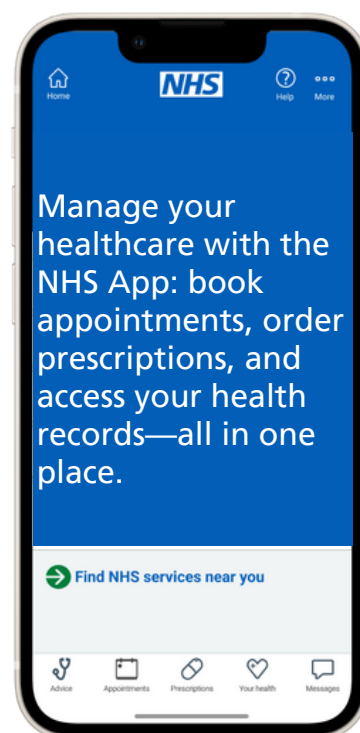 NHS
Home
Help
More
Manage your
healthcare with the
NHS App: book
appointments, order
prescriptions, and
access your health
records—all in one
place.
Find NHS services near you
Advice
Appointments
Prescriptions
Your health
Messages